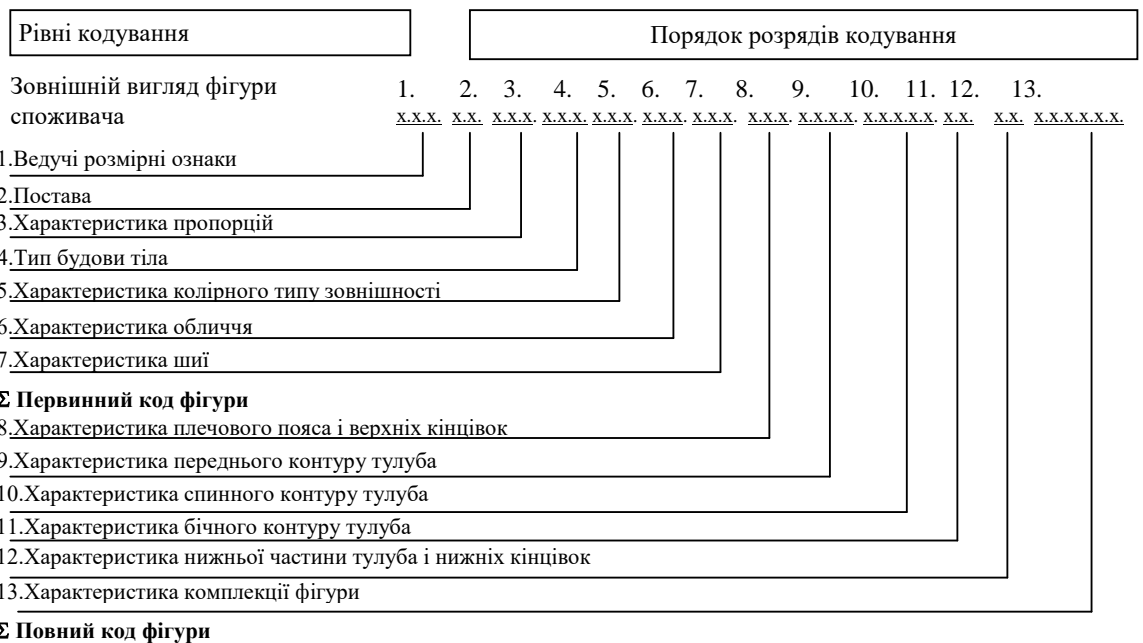 Рівні кодування
Порядок розрядів кодування
Зовнішній вигляд фігури споживача
1. 2. 3. 4. 5. 6. 7. 8. 9. 10. 11. 12. 13.
х.х.х. х.х. х.х.х. х.х.х. х.х.х. х.х.х. х.х.х. х.х.х. х.х.х.х. х.х.х.х.х. х.х. х.х. х.х.х.х.х.х.
1.Ведучі розмірні ознаки
2.Постава
3.Характеристика пропорцій
4.Тип будови тіла
5.Характеристика колірного типу зовнішності
6.Характеристика обличчя
7.Характеристика шиї
Σ Первинний код фігури
8.Характеристика плечового пояса і верхніх кінцівок
9.Характеристика переднього контуру тулуба
10.Характеристика спинного контуру тулуба
11.Характеристика бічного контуру тулуба
12.Характеристика нижньої частини тулуба і нижніх кінцівок
13.Характеристика комплекції фігури
Σ Повний код фігури